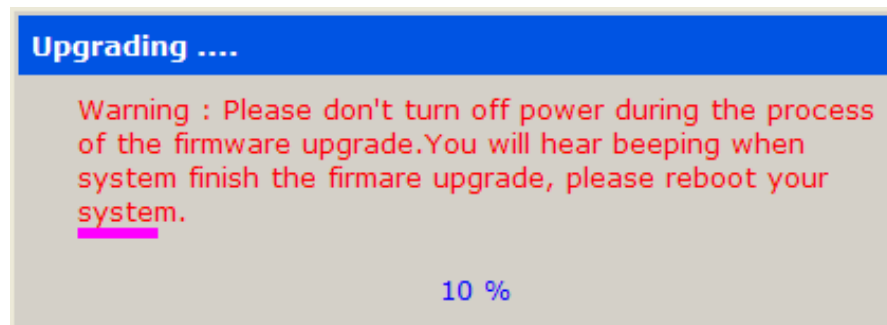 Upgrading ....
Warning : Please don't turn off power during the process
of the firmware upgrade.You will hear beeping when
system finish the firmare upgrade, please reboot your
system.
10 %